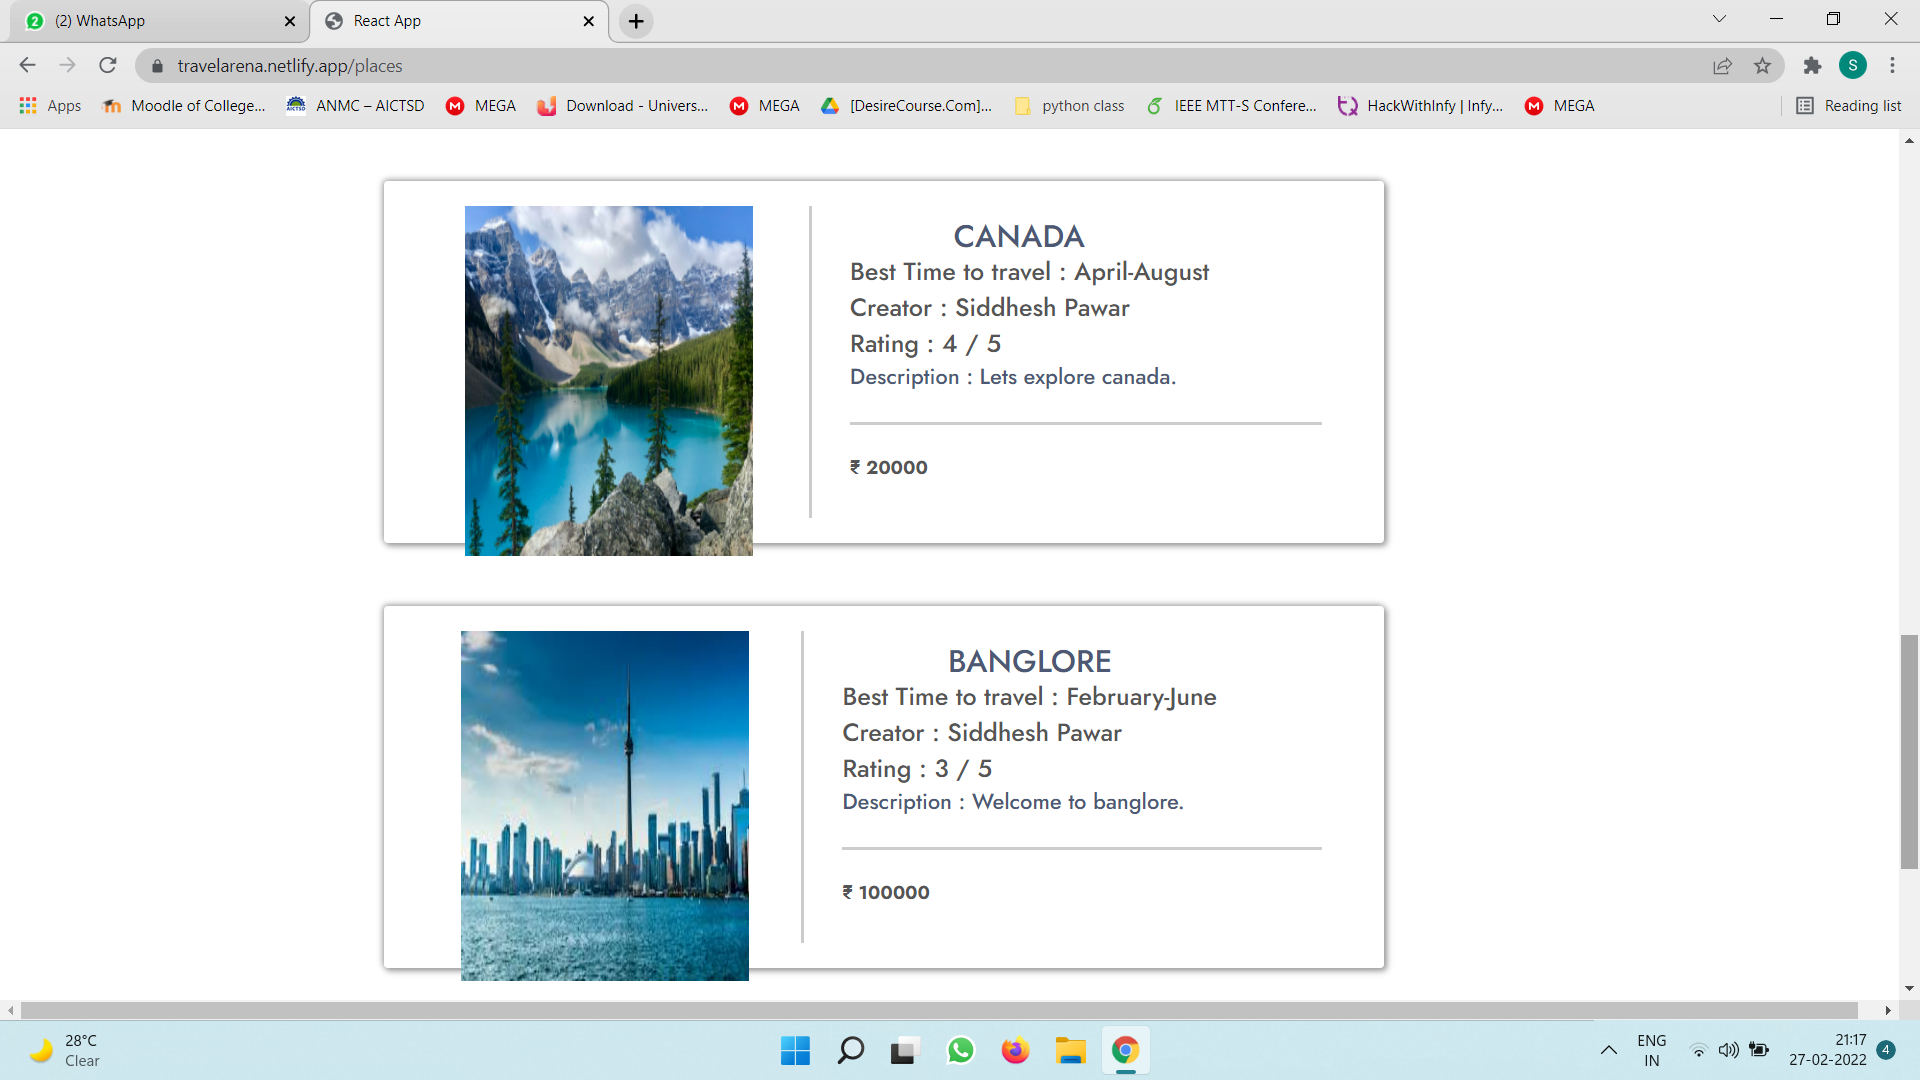 (2) WhatsApp
React App
travelarena.netlify.app/places
S
Apps
Moodle of College...
ANMC – AICTSD
MEGA
Download - Univers...
MEGA
[DesireCourse.Com]...
python class
IEEE MTT-S Confere...
HackWithInfy | Infy...
MEGA
Reading list
CANADA
Best Time to travel : April-August
Creator : Siddhesh Pawar
Rating : 4 / 5
Description : Lets explore canada.
₹ 20000
BANGLORE
Best Time to travel : February-June
Creator : Siddhesh Pawar
Rating : 3 / 5
Description : Welcome to banglore.
₹ 100000
28°C
Clear
ENG
IN
21:17
27-02-2022
4